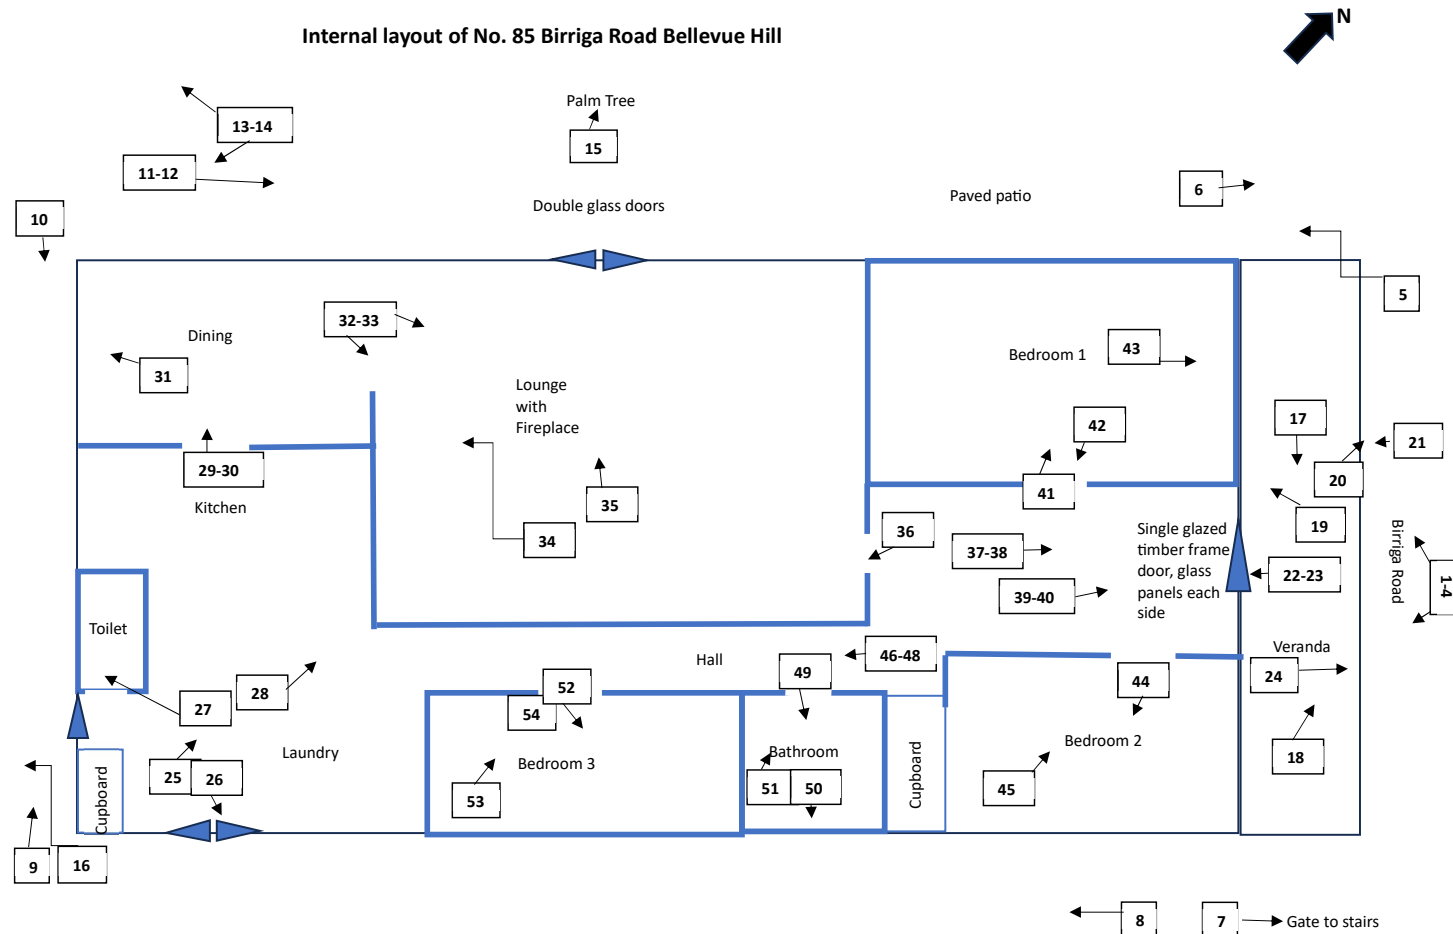 N
Internal layout of No. 85 Birriga Road Bellevue Hill
Palm Tree
13-14
15
11-12
6
Paved patio
Double glass doors
10
5
32-33
Dining
43
Bedroom 1
31
Lounge
with
Fireplace
42
17
21
29-30
20
41
Kitchen
35
19
36
Single glazed
timber frame
door, glass
panels each
side
34
37-38
Birriga Road
22-23
1-4
39-40
Toilet
Hall
46-48
Veranda
49
24
44
52
28
27
54
Laundry
Bedroom 2
Bathroom
18
Bedroom 3
25
26
51
50
45
Cupboard
Cupboard
53
9
16
8
7
Gate to stairs